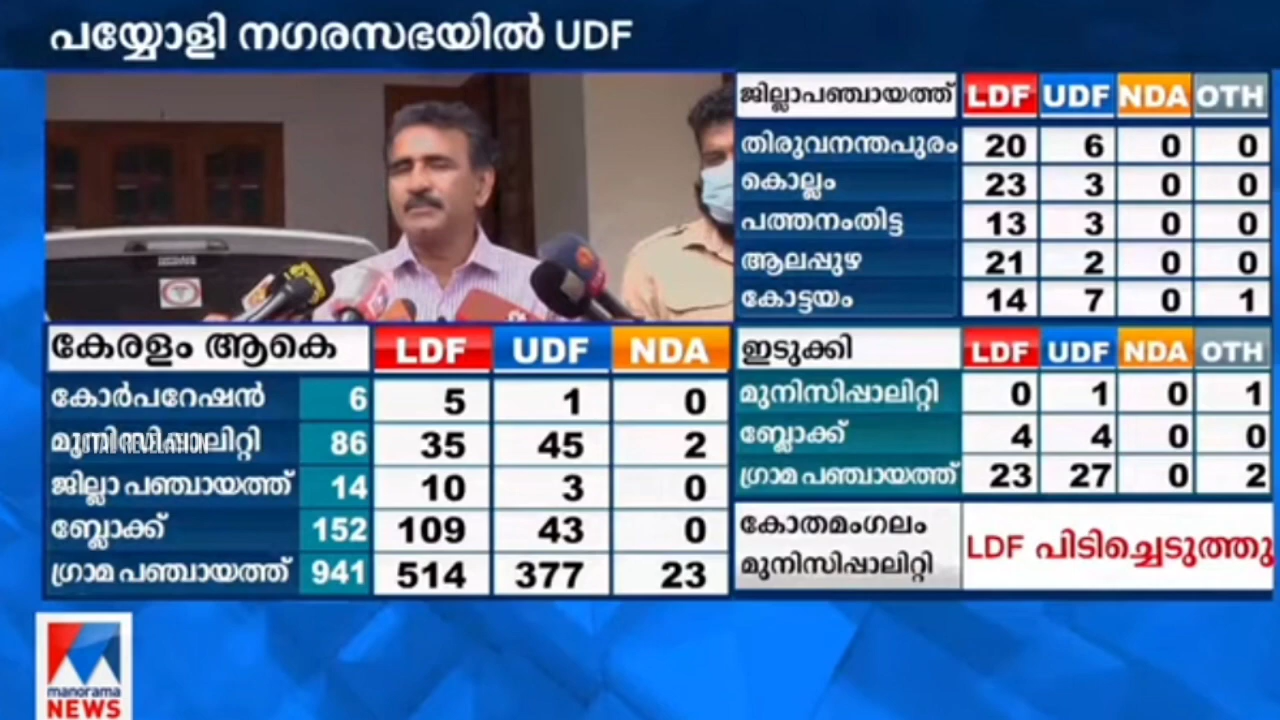 പയ്യോളി നഗരസഭയിൽ UDF
ജില്ലാപഞ്ചായത്ത് LDF UDF NDA OTH
തിരുവനന്തപുരം 20 6 0 0
കൊല്ലം 23 3 0 0
പത്തനംതിട്ട 13 3 0 0
ആലപ്പുഴ 21 2 0 0
കോട്ടയം 14 7 0 1
കേരളം ആകെ LDF UDF NDA
കോർപറേഷൻ 6 5 1 0
മുനിസിപ്പാലിറ്റി 86 35 45 2
ജില്ലാ പഞ്ചായത്ത് 14 10 3 0
ബ്ലോക്ക് 152 109 43 0
ഗ്രാമ പഞ്ചായത്ത് 941 514 377 23
ഇടുക്കി LDF UDF NDA OTH
മുനിസിപ്പാലിറ്റി 0 1 0 1
ബ്ലോക്ക് 4 4 0 0
ഗ്രാമ പഞ്ചായത്ത് 23 27 0 2
കോതമംഗലം
മുനിസിപ്പാലിറ്റി
LDF പിടിച്ചെടുത്തു
manorama
NEWS